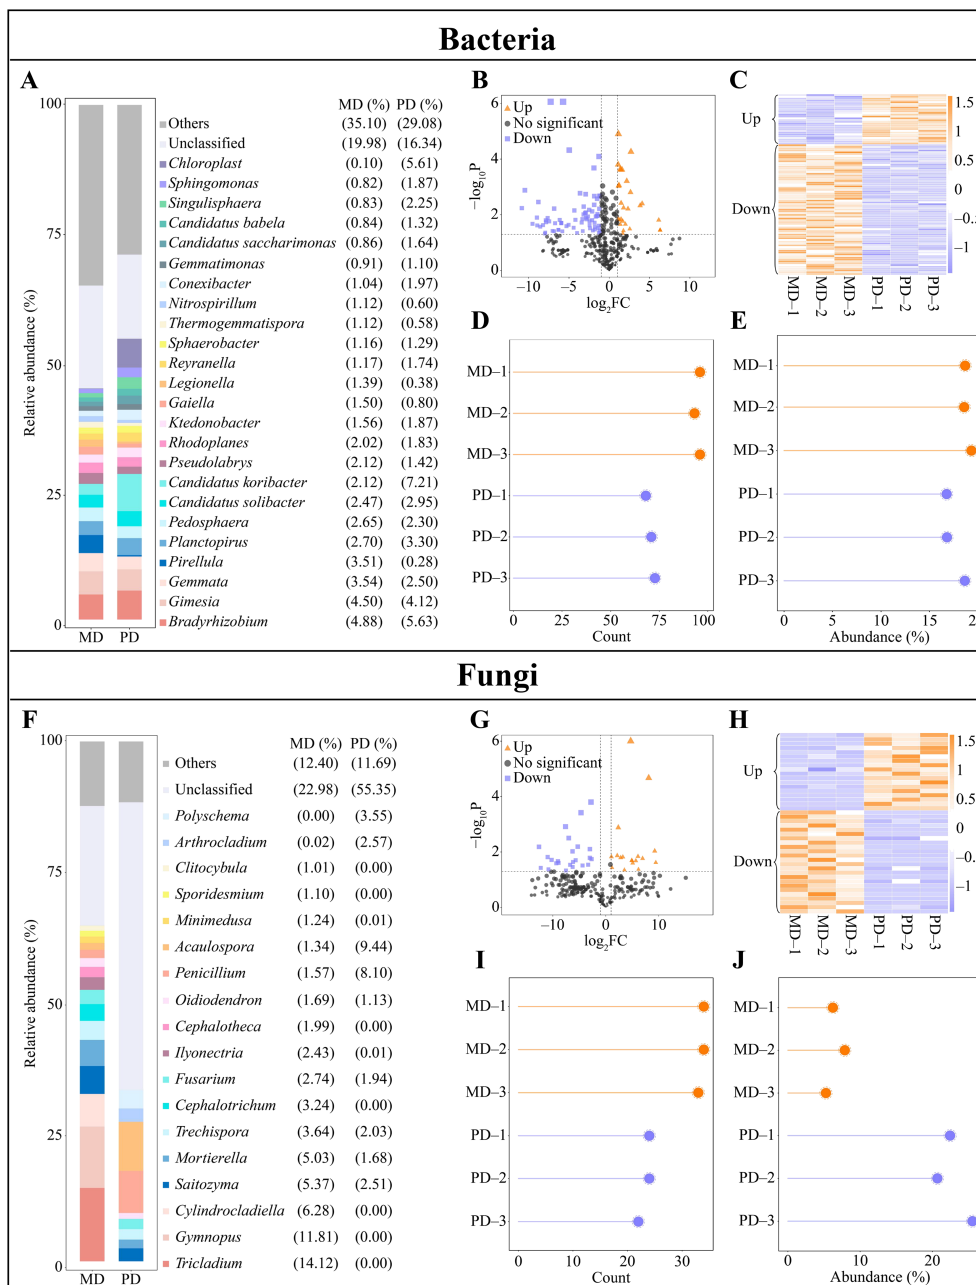 Bacteria
A
MD (%) PD (%)
Others (35.10) (29.08)
Unclassified (19.98) (16.34)
Chloroplast (0.10) (5.61)
Sphingomonas (0.82) (1.87)
Singulisphaera (0.83) (2.25)
Candidatus babela (0.84) (1.32)
Candidatus saccharimonas (0.86) (1.64)
Gemmatimonas (0.91) (1.10)
Conexibacter (1.04) (1.97)
Nitrospirillum (1.12) (0.60)
Thermogemmatispora (1.12) (0.58)
Sphaerobacter (1.16) (1.29)
Reyranella (1.17) (1.74)
Legionella (1.39) (0.38)
Gaiella (1.50) (0.80)
Ktedonobacter (1.56) (1.87)
Rhodoplanes (2.02) (1.83)
Pseudolabrys (2.12) (1.42)
Candidatus koribacter (2.12) (7.21)
Candidatus solibacter (2.47) (2.95)
Pedosphaera (2.65) (2.30)
Planctopirus (2.70) (3.30)
Pirellula (3.51) (0.28)
Gemmata (3.54) (2.50)
Gimesia (4.50) (4.12)
Bradyrhizobium (4.88) (5.63)
Relative abundance (%)
100
75
50
25
0
MD PD
B
Up
No significant
Down
−log10P
6
4
2
0
−10 −5 0 5 10
log2FC
C
Up
Down
1.5
1
0.5
0
−0.5
−1
MD−1 MD−2 MD−3 PD−1 PD−2 PD−3
D
MD−1
MD−2
MD−3
PD−1
PD−2
PD−3
0 25 50 75 100
Count
E
MD−1
MD−2
MD−3
PD−1
PD−2
PD−3
0 5 10 15 2
Abundance (%)
Fungi
F
MD (%) PD (%)
Others (12.40) (11.69)
Unclassified (22.98) (55.35)
Polyschema (0.00) (3.55)
Arthrocladium (0.02) (2.57)
Clitocybula (1.01) (0.00)
Sporidesmium (1.10) (0.00)
Minimedusa (1.24) (0.01)
Acaulospora (1.34) (9.44)
Penicillium (1.57) (8.10)
Oidiodendron (1.69) (1.13)
Cephalotheca (1.99) (0.00)
Ilyonectria (2.43) (0.01)
Fusarium (2.74) (1.94)
Cephalotrichum (3.24) (0.00)
Trechispora (3.64) (2.03)
Mortierella (5.03) (1.68)
Saitozyma (5.37) (2.51)
Cylindrocladiella (6.28) (0.00)
Gymnopus (11.81) (0.00)
Tricladium (14.12) (0.00)
Relative abundance (%)
100
75
50
25
0
MD PD
G
Up
No significant
Down
−log10P
6
4
2
0
−10 0 10
log2FC
H
Up
Down
1.5
1
0.5
−0.5
−1
MD−1 MD−2 MD−3 PD−1 PD−2 PD−3
I
MD−1
MD−2
MD−3
PD−1
PD−2
PD−3
0 10 20 30
Count
J
MD−1
MD−2
MD−3
PD−1
PD−2
PD−3
0 10 20
Abundance (%)